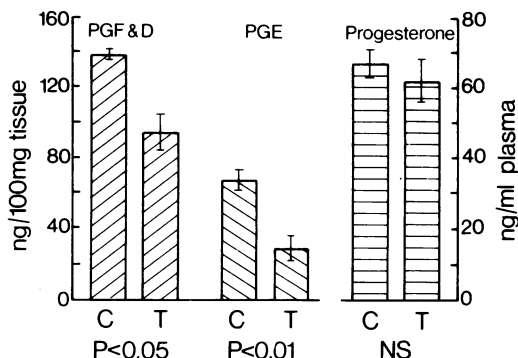 160
140
80
40
0
ng/100mg tissue
PGF & D
PGE
Progesterone
80
60
40
20
0
ng/ml plasma
C T C T C T
P<0.05 P<0.01 NS